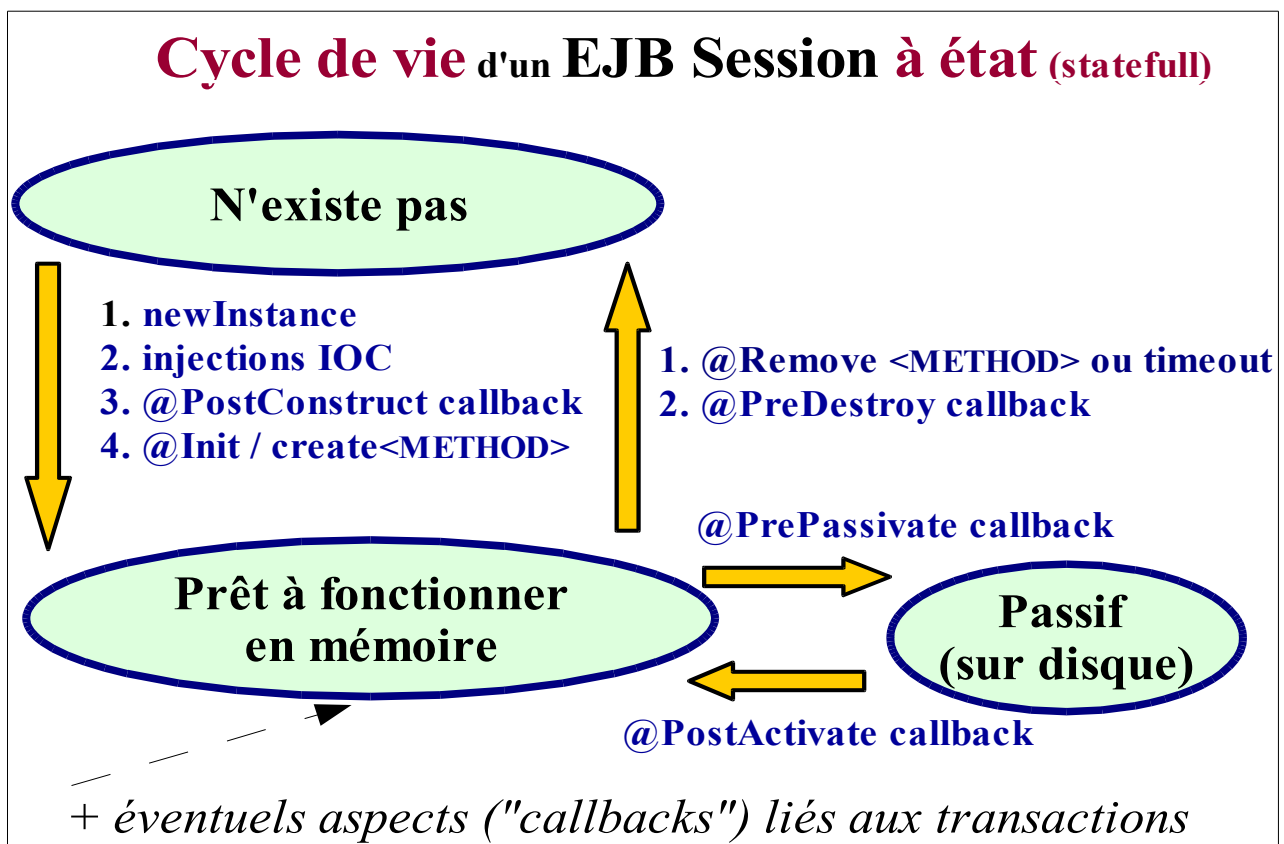 Cycle de vie d'un EJB Session à état (statefull)
N'existe pas
1. newInstance
2. injections IOC
3. @PostConstruct callback
4. @Init / create<METHOD>
1. @Remove <METHOD> ou timeout
2. @PreDestroy callback
@PrePassivate callback
Prêt à fonctionner
en mémoire
Passif
(sur disque)
@PostActivate callback
+ éventuels aspects ("callbacks") liés aux transactions